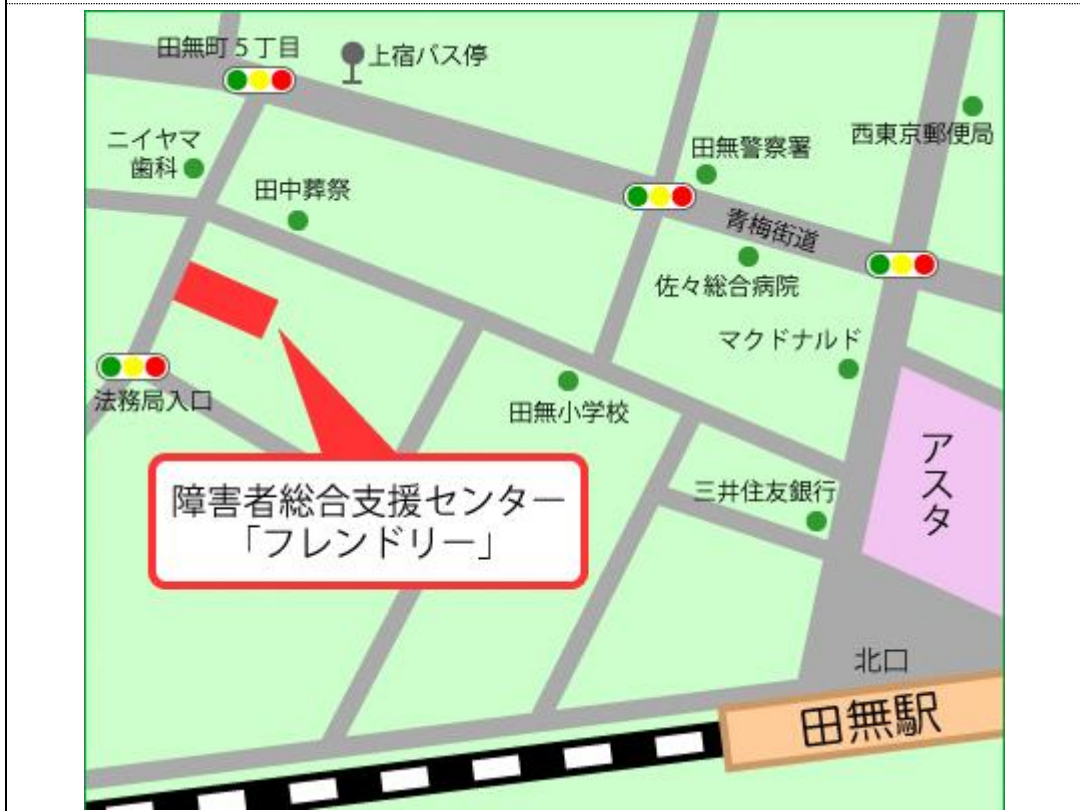 田無町5丁目
上宿バス停
ニイヤマ
歯科
田中葬祭
田無警察署
西東京郵便局
青梅街道
佐々総合病院
マクドナルド
法務局入口
田無小学校
アスタ
三井住友銀行
障害者総合支援センター
「フレンドリー」
北口
田無駅